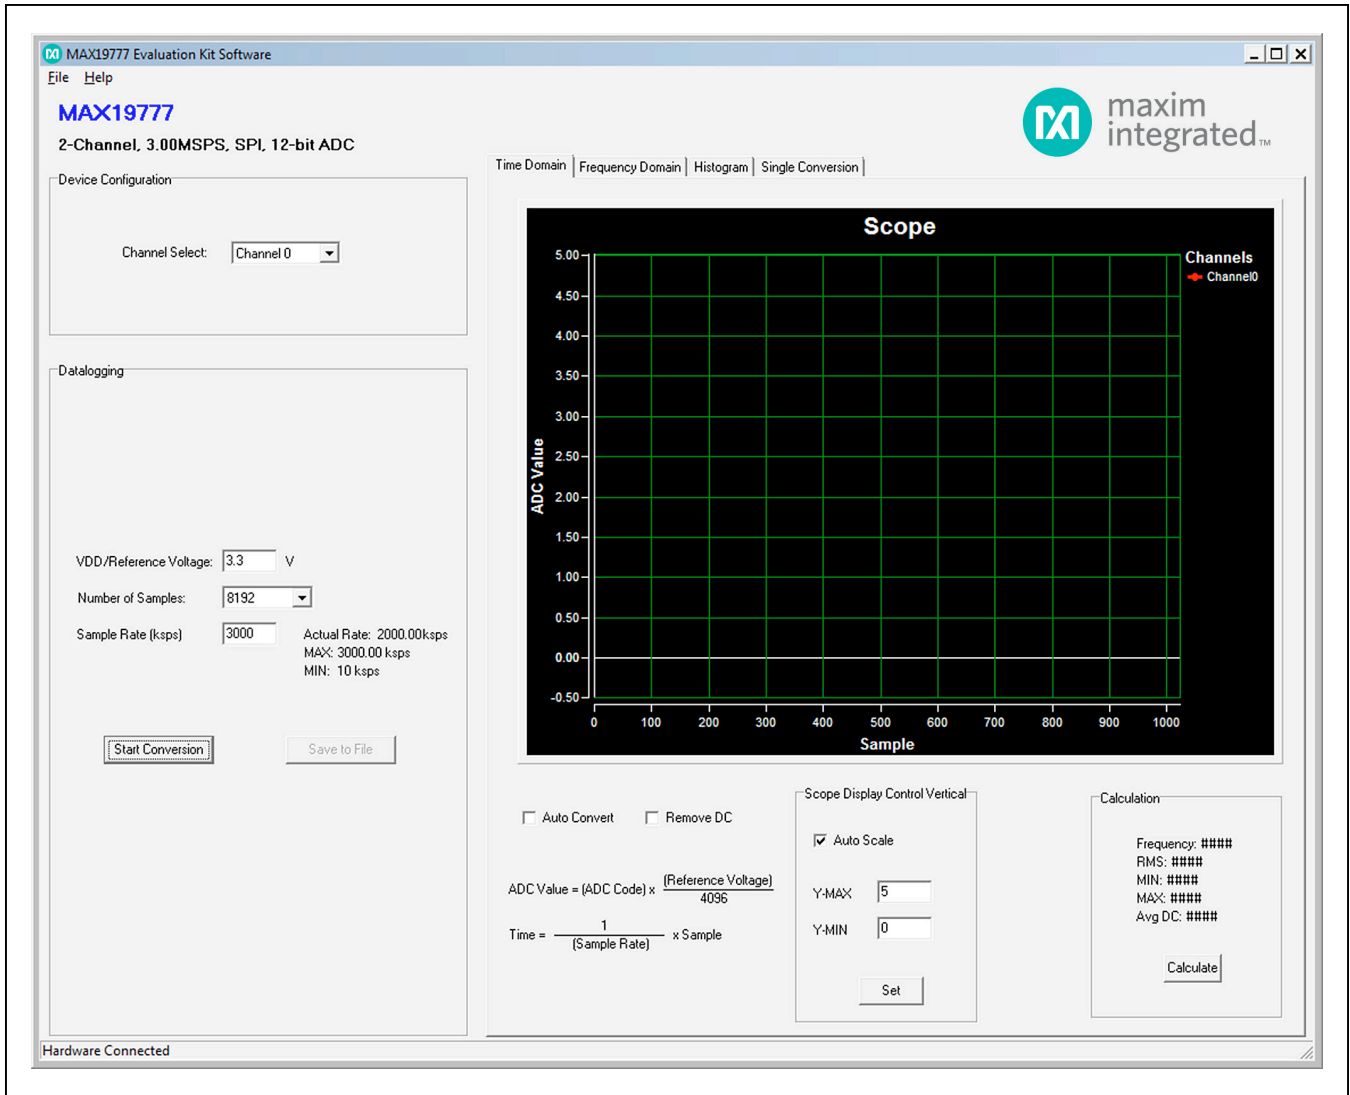 MAX19777 Evaluation Kit Software
File Help
MAX19777
2-Channel, 3.00MSPS, SPI, 12-bit ADC
maxim
integrated™
Device Configuration
Channel Select: Channel 0
Datalogging
VDD/Reference Voltage: 3.3 V
Number of Samples: 8192
Sample Rate (ksps) 3000
Actual Rate: 2000.00ksps
MAX: 3000.00 ksps
MIN: 10 ksps
Start Conversion Save to File
Time Domain Frequency Domain Histogram Single Conversion
Scope
ADC Value
5.00
4.50
4.00
3.50
3.00
2.50
2.00
1.50
1.00
0.50
0.00
-0.50
0 100 200 300 400 500 600 700 800 900 1000
Sample
Channels
Channel0
Auto Convert Remove DC
ADC Value = (ADC Code) x (Reference Voltage)
4096
Time = 1
(Sample Rate) x Sample
Scope Display Control Vertical
Auto Scale
Y-MAX 5
Y-MIN 0
Set
Calculation
Frequency: ####
RMS: ####
MIN: ####
MAX: ####
Avg DC: ####
Calculate
Hardware Connected